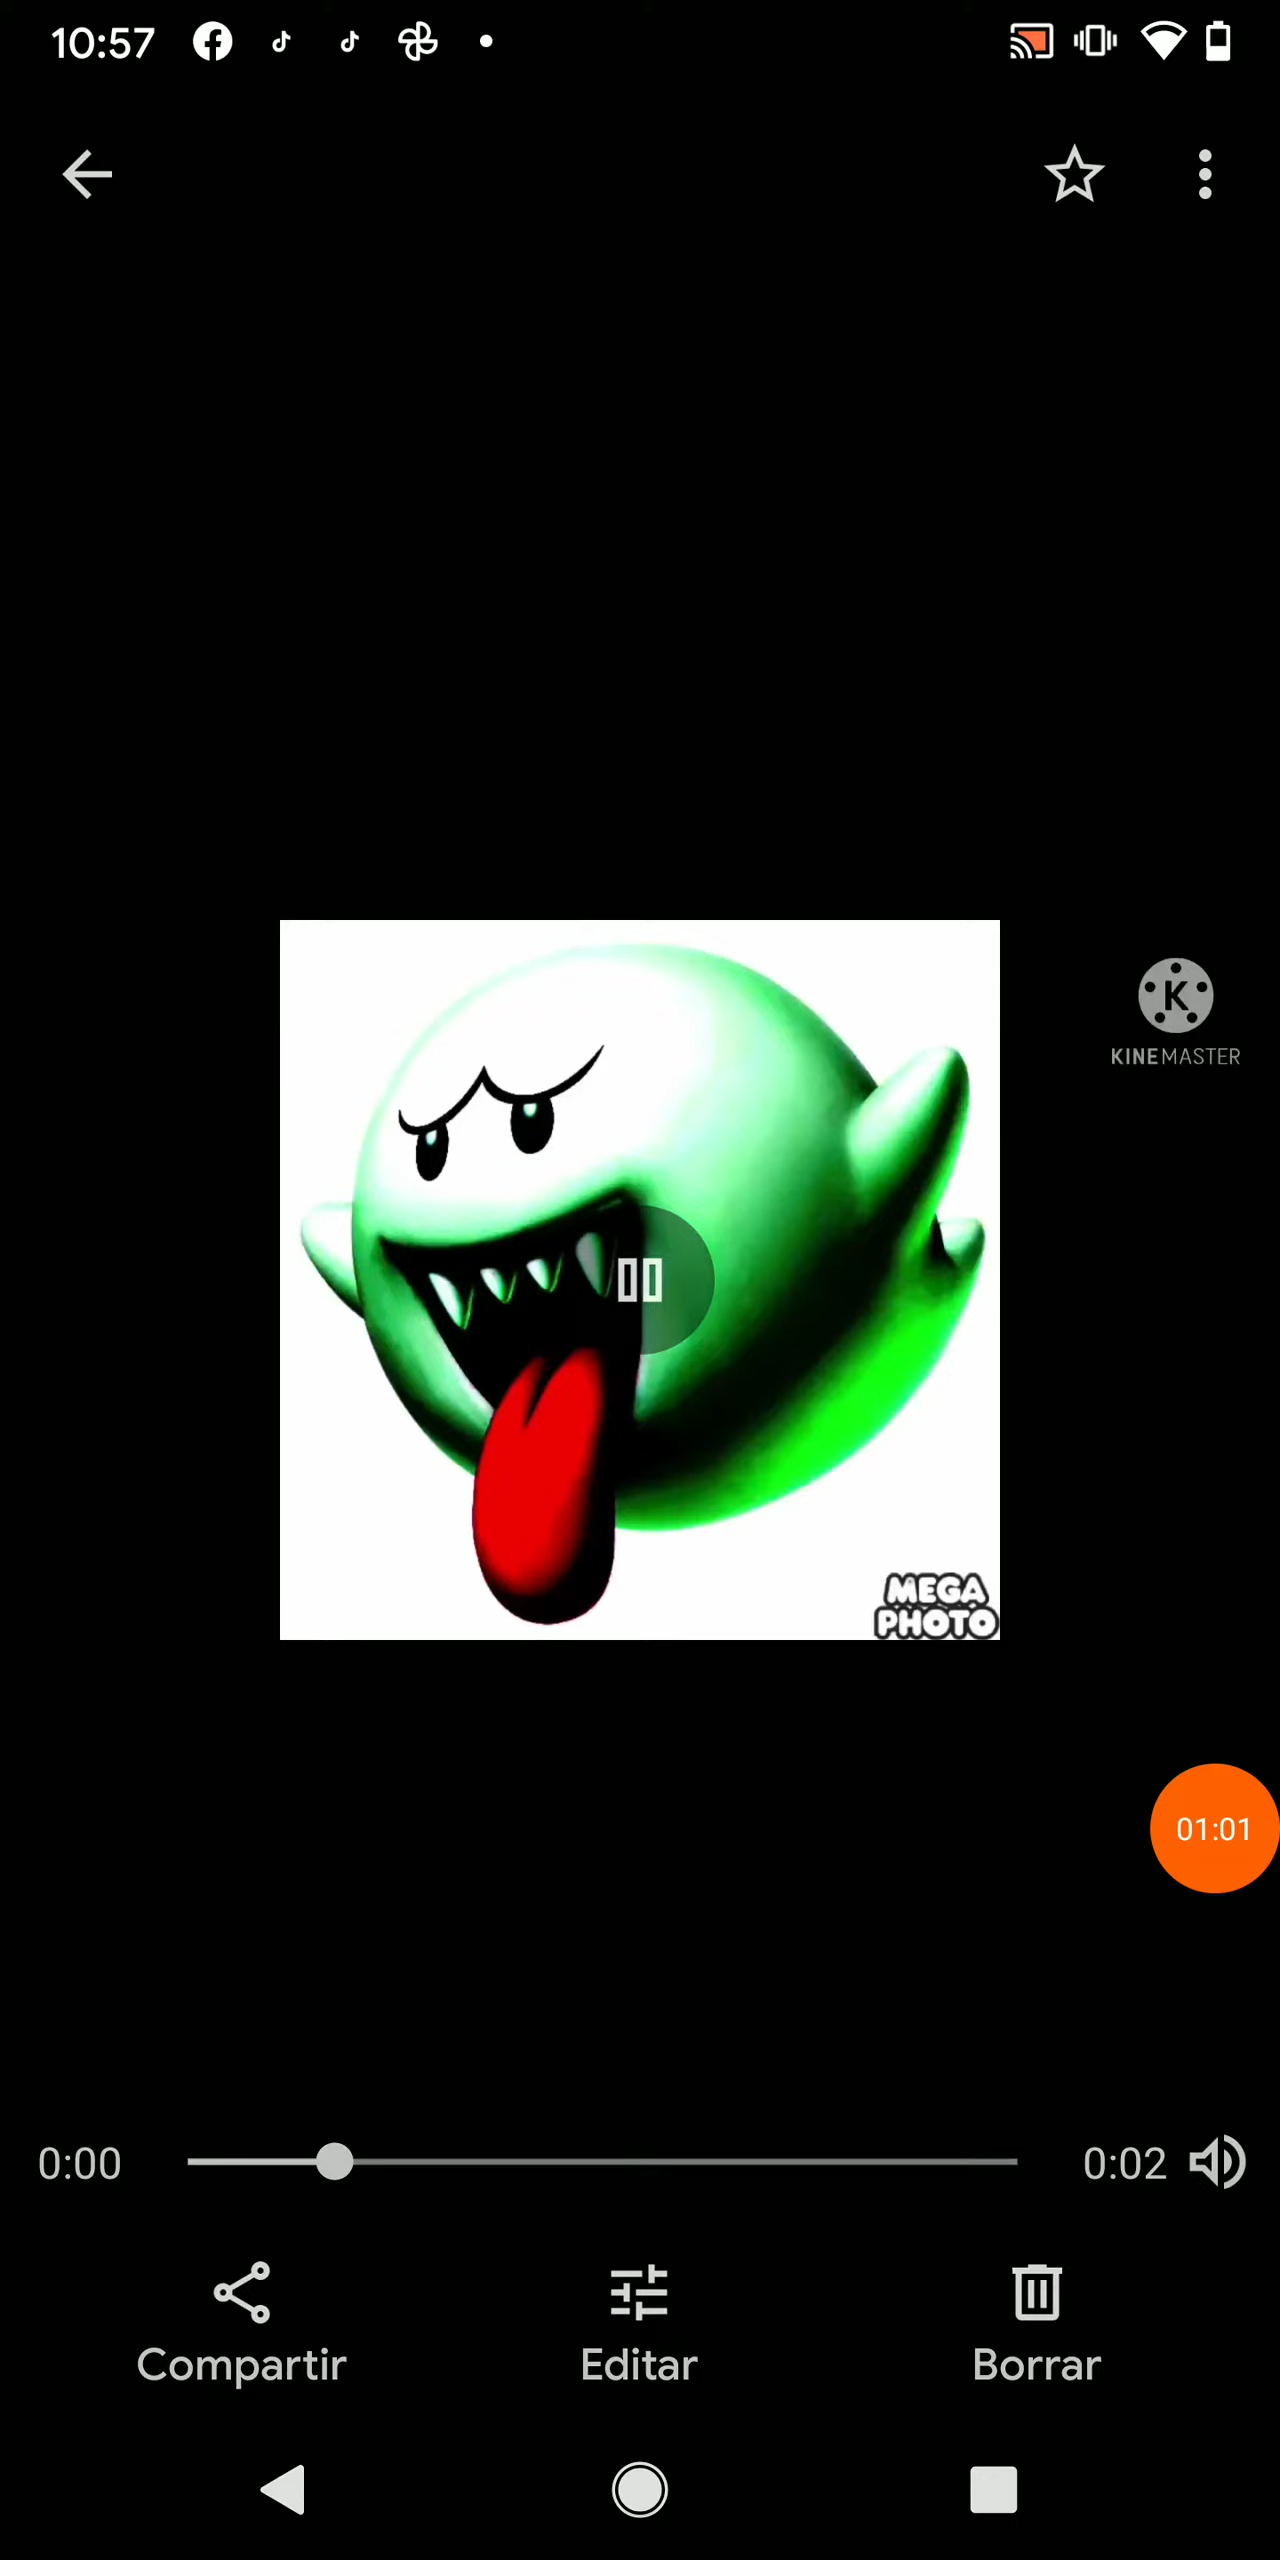 10:57
KINEMASTER
MEGA
PHOTO
01:01
0:00
0:02
Compartir
Editar
Borrar